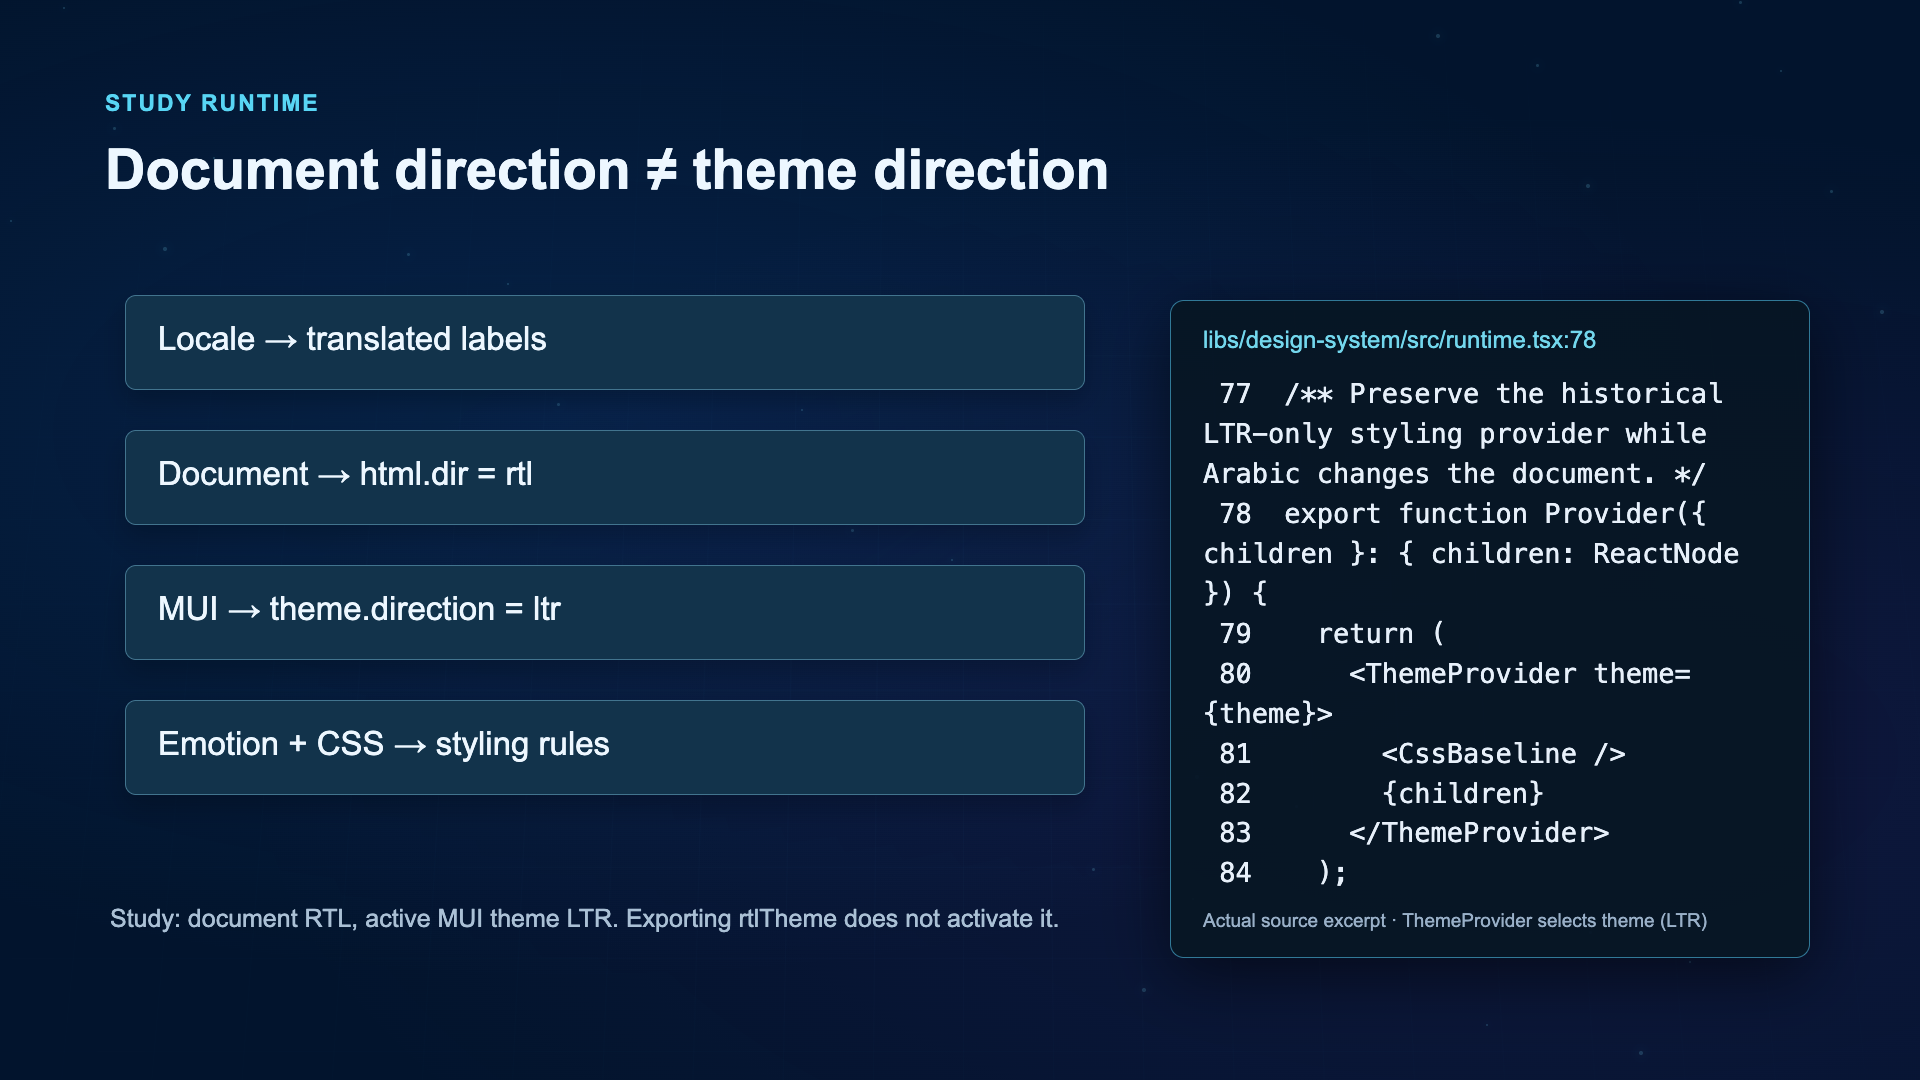 STUDY RUNTIME
Document direction ≠ theme direction
Locale → translated labels
Document → html.dir = rtl
MUI → theme.direction = ltr
Emotion + CSS → styling rules
Study: document RTL, active MUI theme LTR. Exporting rtlTheme does not activate it.
libs/design-system/src/runtime.tsx:78
77  /** Preserve the historical
LTR-only styling provider while
Arabic changes the document. */
78  export function Provider({
children }: { children: ReactNode
}) {
79    return (
80      <ThemeProvider theme=
{theme}>
81        <CssBaseline />
82        {children}
83      </ThemeProvider>
84    );
Actual source excerpt · ThemeProvider selects theme (LTR)